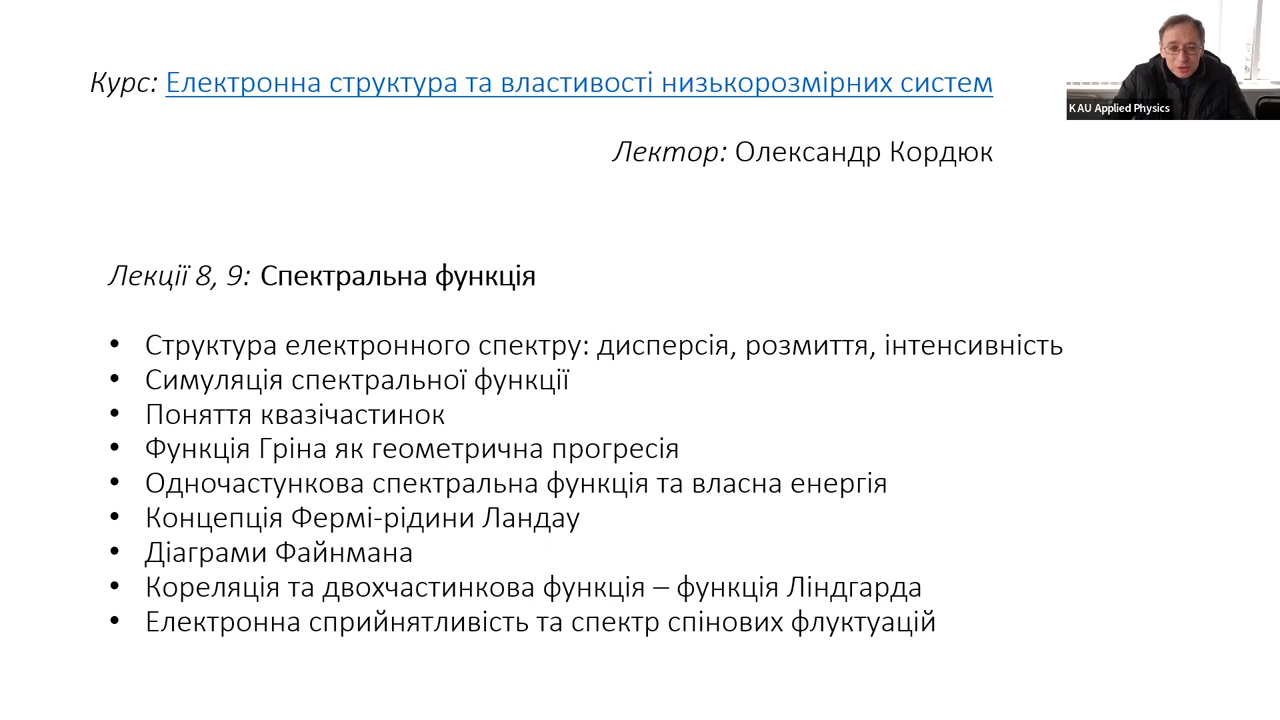 Курс: Електронна структура та властивості низькорозмірних систем
KAU Applied Physics
Лектор: Олександр Кордюк
Лекції 8, 9: Спектральна функція
• Структура електронного спектру: дисперсія, розмиття, інтенсивність
• Симуляція спектральної функції
• Поняття квазічастинок
• Функція Гріна як геометрична прогресія
• Одночастункова спектральна функція та власна енергія
• Концепція Фермі-рідини Ландау
• Діаграми Файнмана
• Кореляція та двохчастинкова функція – функція Ліндгарда
• Електронна сприйнятливість та спектр спінових флуктуацій